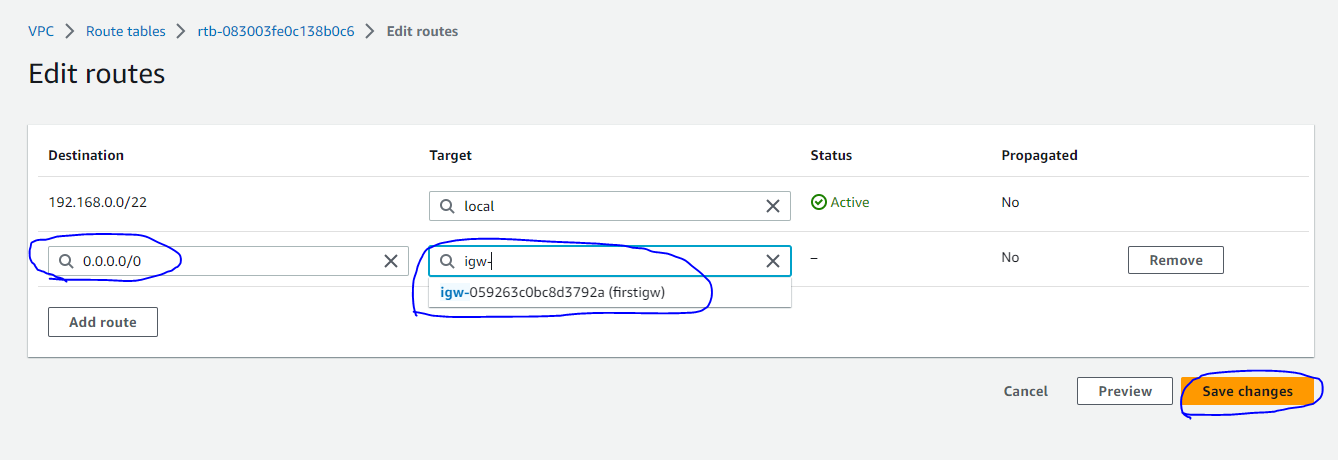 VPC > Route tables > rtb-083003fe0c138b0c6 > Edit routes
Edit routes
Destination Target Status Propagated
192.168.0.0/22 local Active No
0.0.0.0/0 igw- – No Remove
igw-059263c0bc8d3792a (firstigw)
Add route
Cancel Preview Save changes